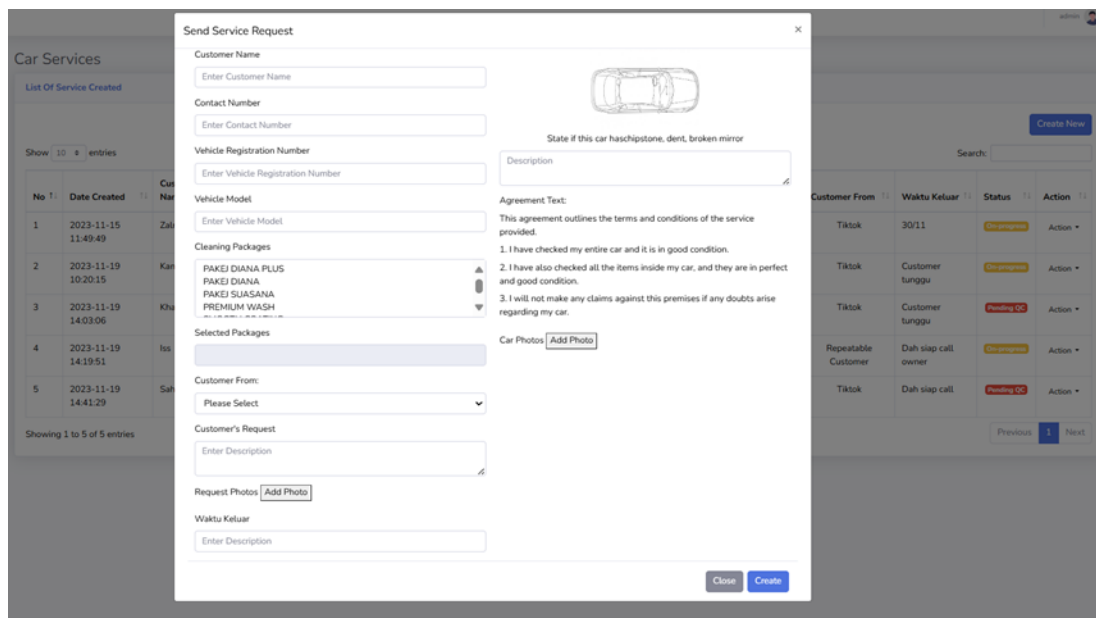 admin
Send Service Request
×
Car Services
List Of Service Created
Create New
Show 10 entries
Search:
No
Date Created
Customer From
Waktu Keluar
Status
Action
1
2023-11-15 11:49:49
Tiktok
30/11
On-progress
Action
2
2023-11-19 10:20:15
Tiktok
Customer tunggu
On-progress
Action
3
2023-11-19 14:03:06
Tiktok
Customer tunggu
Pending QC
Action
4
2023-11-19 14:19:51
Repeatable Customer
Dah siap call owner
On-progress
Action
5
2023-11-19 14:41:29
Tiktok
Dah siap call
Pending QC
Action
Showing 1 to 5 of 5 entries
Previous 1 Next
Customer Name
Enter Customer Name
Contact Number
Enter Contact Number
Vehicle Registration Number
Enter Vehicle Registration Number
Vehicle Model
Enter Vehicle Model
Cleaning Packages
PAKEJ DIANA PLUS
PAKEJ DIANA
PAKEJ SUASANA
PREMIUM WASH
Selected Packages
Customer From:
Please Select
Customer's Request
Enter Description
Request Photos Add Photo
Waktu Keluar
Enter Description
State if this car haschipstone, dent, broken mirror
Description
Agreement Text:
This agreement outlines the terms and conditions of the service
provided.
1. I have checked my entire car and it is in good condition.
2. I have also checked all the items inside my car, and they are in perfect
and good condition.
3. I will not make any claims against this premises if any doubts arise
regarding my car.
Car Photos Add Photo
Close
Create